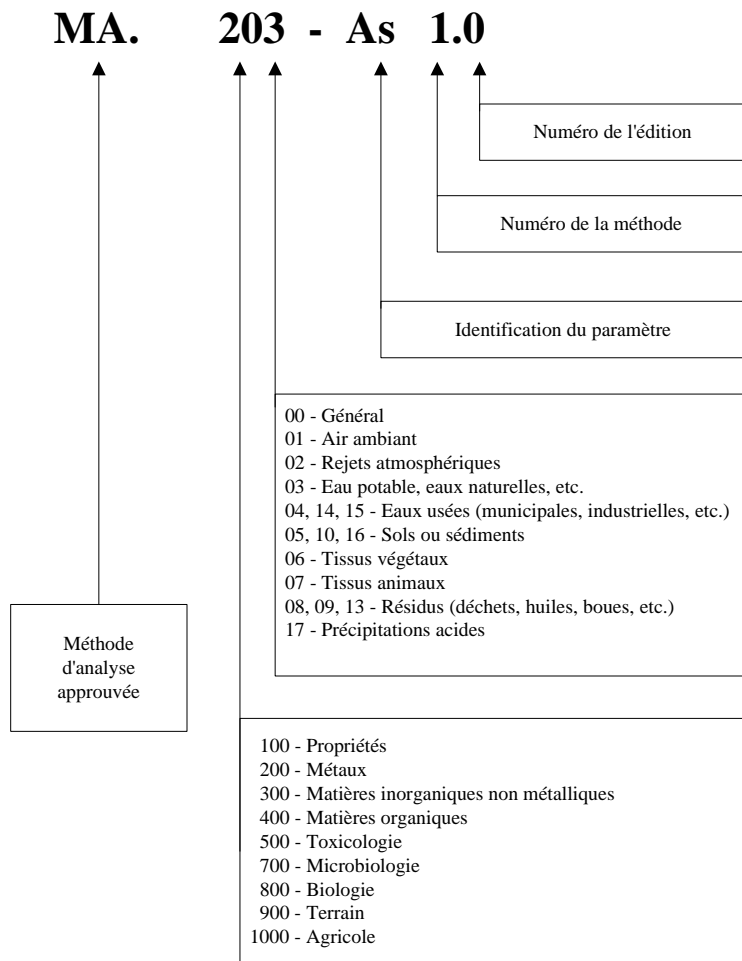 MA. 203 - As 1.0
Numéro de l'édition
Numéro de la méthode
Identification du paramètre
00 - Général
01 - Air ambiant
02 - Rejets atmosphériques
03 - Eau potable, eaux naturelles, etc.
04, 14, 15 - Eaux usées (municipales, industrielles, etc.)
05, 10, 16 - Sols ou sédiments
06 - Tissus végétaux
07 - Tissus animaux
08, 09, 13 - Résidus (déchets, huiles, boues, etc.)
17 - Précipitations acides
Méthode
d'analyse
approuvée
100 - Propriétés
200 - Métaux
300 - Matières inorganiques non métalliques
400 - Matières organiques
500 - Toxicologie
700 - Microbiologie
800 - Biologie
900 - Terrain
1000 - Agricole